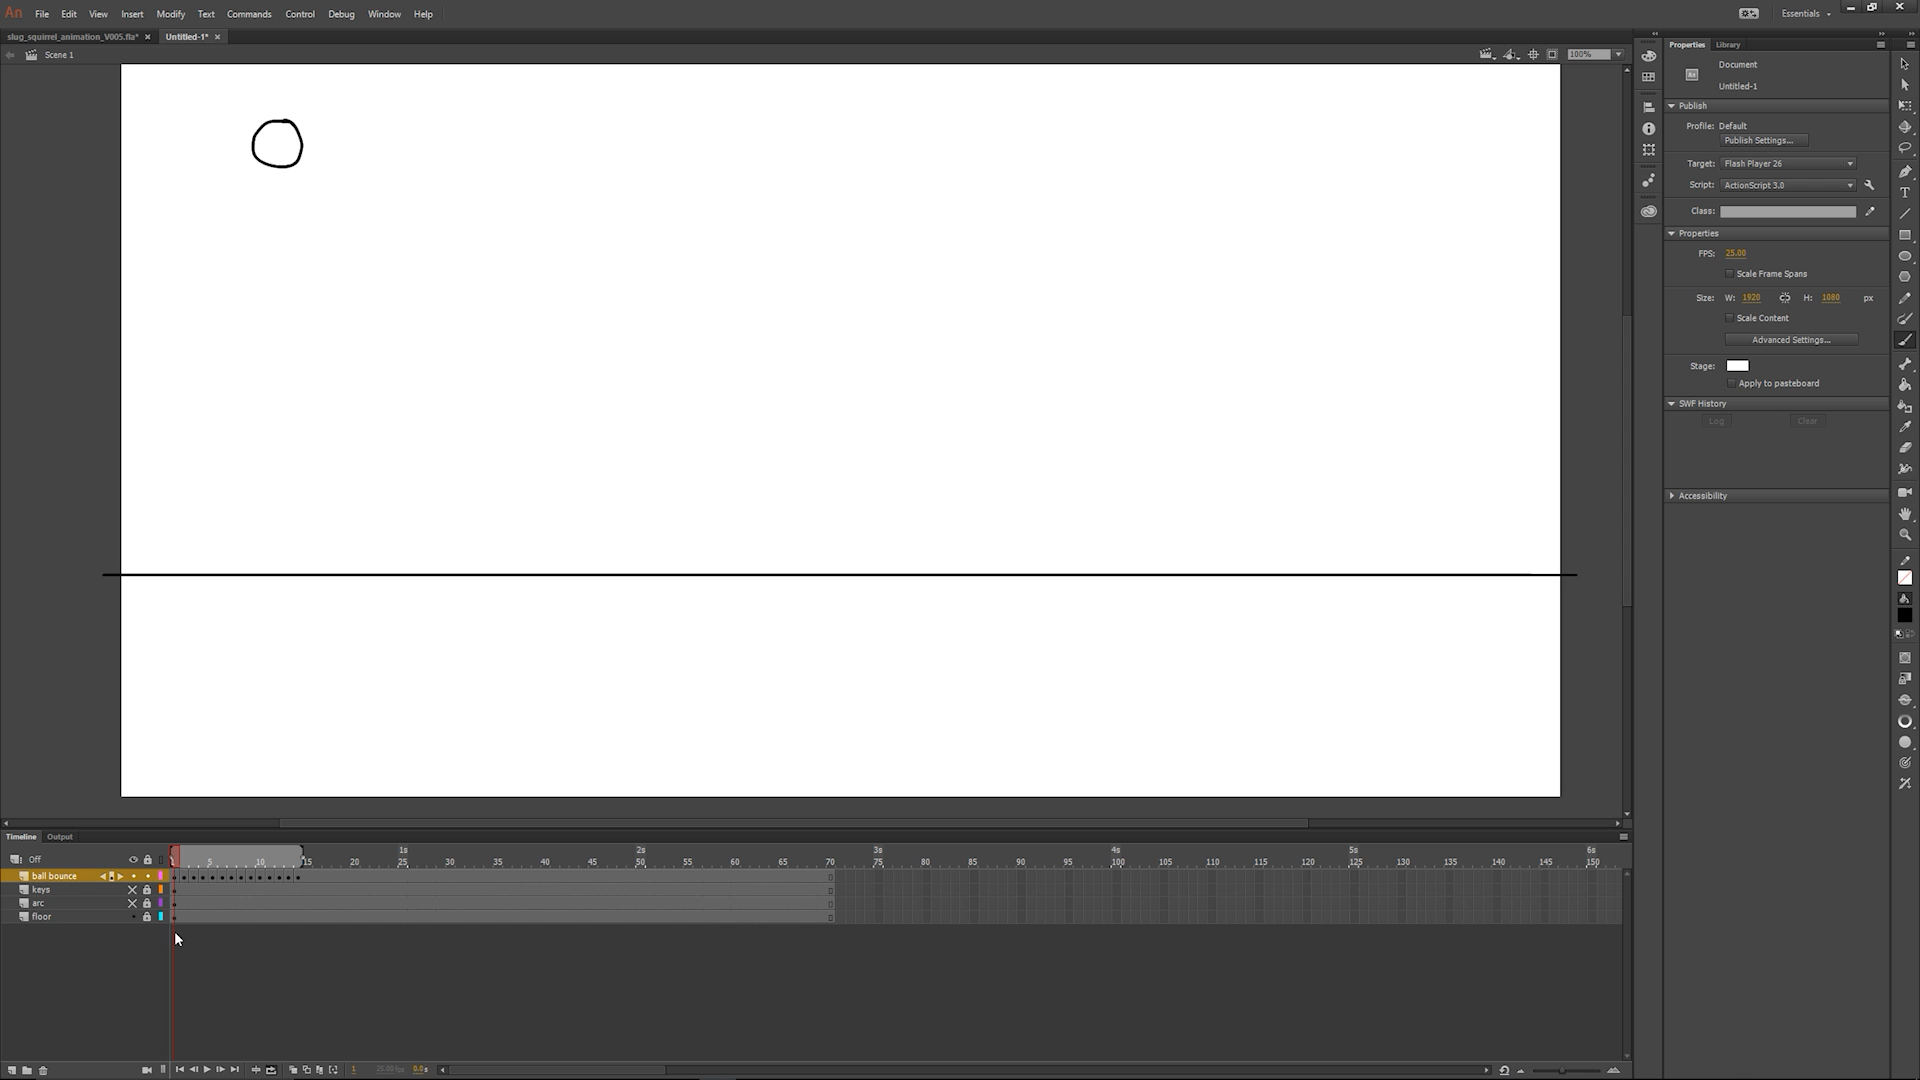 An File Edit View Insert Modify Text Commands Control Debug Window Help Essentials
slug_squirrel_animation_V005.fla* × Untitled-1* ×
Scene 1 100%
Properties Library
Document
Untitled-1
Publish
Profile: Default
Publish Settings...
Target: Flash Player 26
Script: ActionScript 3.0
Class:
Properties
FPS: 25.00
Scale Frame Spans
Size: W: 1920 H: 1080 px
Scale Content
Advanced Settings...
Stage:
Apply to pasteboard
SWF History
Log Clear
Accessibility
Timeline Output
1s 2s 3s 4s 5s 6s
Off 5 10 15 20 25 30 35 40 45 50 55 60 65 70 75 80 85 90 95 100 105 110 115 120 125 130 135 140 145 150
ball bounce
keys
arc
floor
1 25.00 fps 0.0s